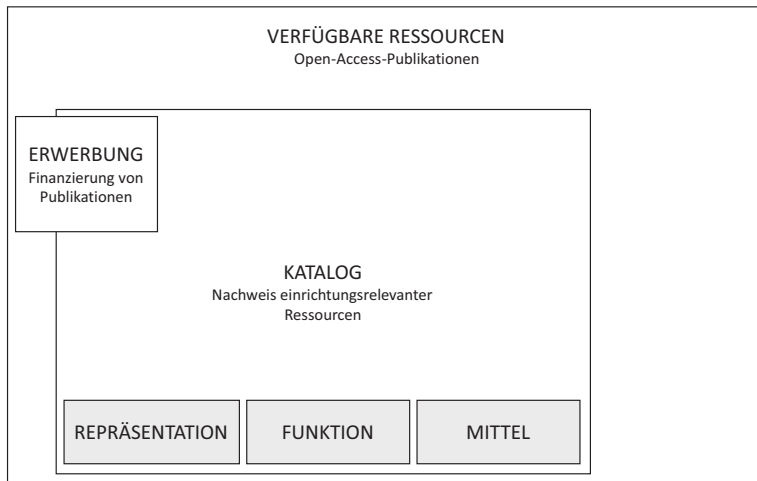 VERFÜGBARE RESSOURCEN
Open-Access-Publikationen
ERWERBUNG
Finanzierung von
Publikationen
KATALOG
Nachweis einrichtungsrelevanter
Ressourcen
REPRÄSENTATION
FUNKTION
MITTEL